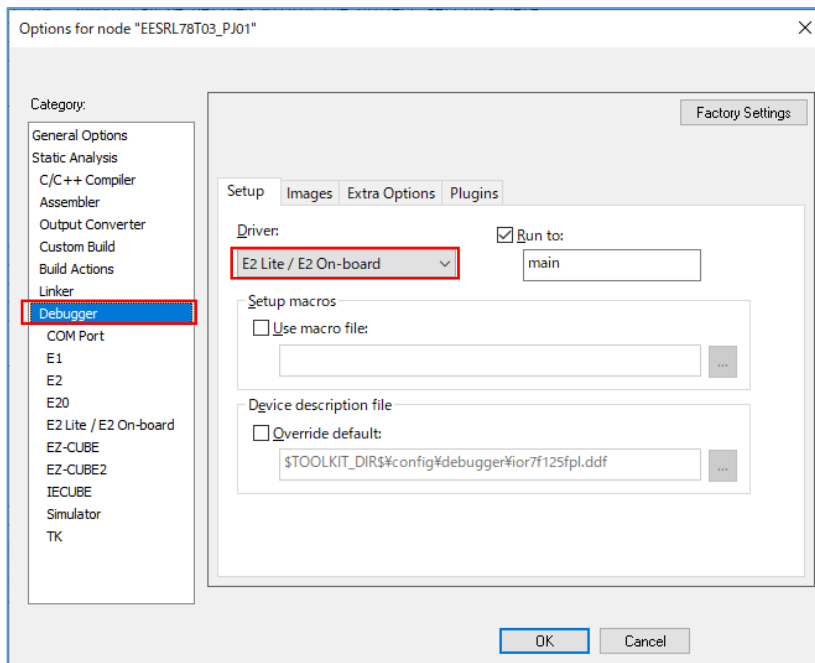 Options for node "EESRL78T03_PJ01"
Category:
General Options
Static Analysis
C/C++ Compiler
Assembler
Output Converter
Custom Build
Build Actions
Linker
Debugger
COM Port
E1
E2
E20
E2 Lite / E2 On-board
EZ-CUBE
EZ-CUBE2
IECUBE
Simulator
TK
Factory Settings
Setup Images Extra Options Plugins
Driver:
E2 Lite / E2 On-board
Run to:
main
Setup macros
Use macro file:
...
Device description file
Override default:
$TOOLKIT_DIR$¥config¥debugger¥ior7f125fpl.ddf
...
OK Cancel